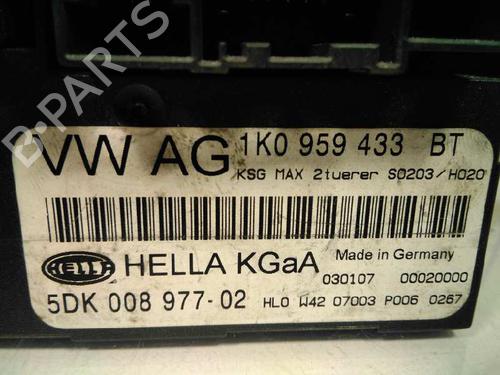 VW AG 1K0 959 433 BT
KSG MAX 2tuerer S0203/H020
HELLA HELLA KGaA Made in Germany
030107 00020000
5DK 008 977-02 HL0 W42 07003 P006 0267